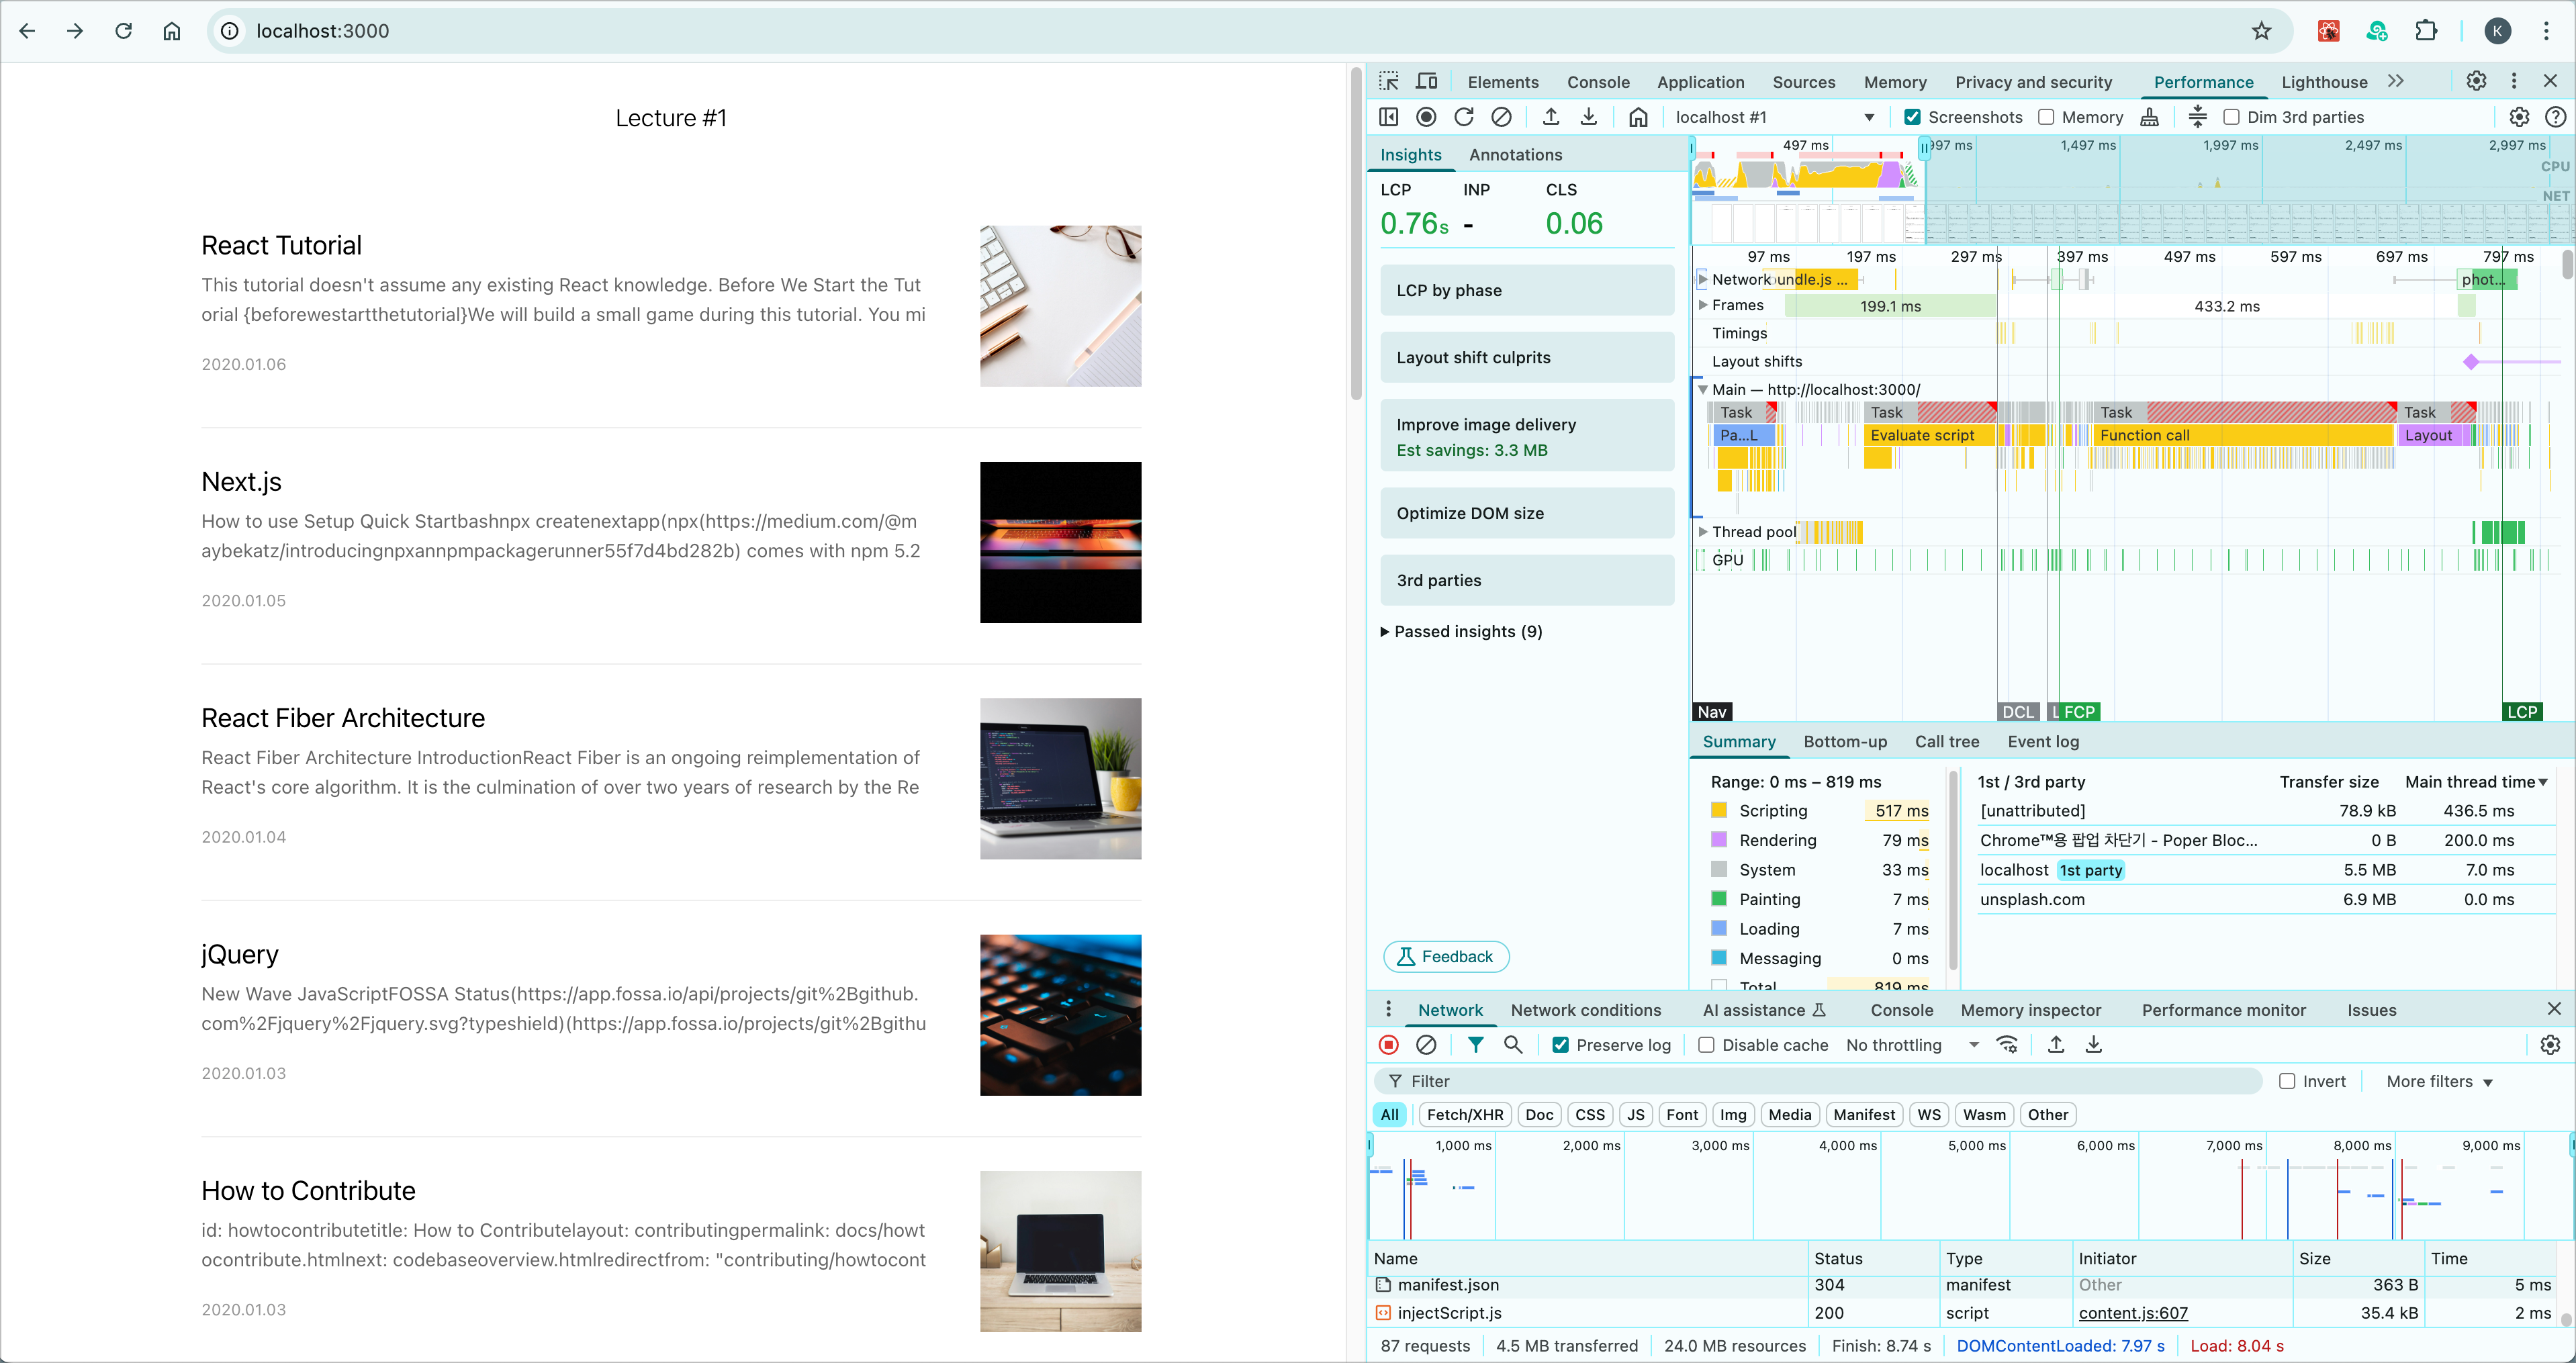 localhost:3000
K
Lecture #1
React Tutorial
This tutorial doesn't assume any existing React knowledge. Before We Start the Tut
orial {beforewestartthetutorial}We will build a small game during this tutorial. You mi
2020.01.06
Next.js
How to use Setup Quick Startbashnpx createnextapp(npx(https://medium.com/@m
aybekatz/introducingnpxannpmpackagerunner55f7d4bd282b) comes with npm 5.2
2020.01.05
React Fiber Architecture
React Fiber Architecture IntroductionReact Fiber is an ongoing reimplementation of
React's core algorithm. It is the culmination of over two years of research by the Re
2020.01.04
jQuery
New Wave JavaScriptFOSSA Status(https://app.fossa.io/api/projects/git%2Bgithub.
com%2Fjquery%2Fjquery.svg?typeshield)(https://app.fossa.io/projects/git%2Bgithu
2020.01.03
How to Contribute
id: howtocontributetitle: How to Contributelayout: contributingpermalink: docs/howt
ocontribute.htmlnext: codebaseoverview.htmlredirectfrom: "contributing/howtocont
2020.01.03
Elements Console Application Sources Memory Privacy and security Performance Lighthouse
localhost #1 Screenshots Memory Dim 3rd parties
Insights Annotations
LCP INP CLS
0.76s - 0.06
LCP by phase
Layout shift culprits
Improve image delivery
Est savings: 3.3 MB
Optimize DOM size
3rd parties
Passed insights (9)
Feedback
497 ms 997 ms 1,497 ms 1,997 ms 2,497 ms 2,997 ms
CPU
NET
97 ms 197 ms 297 ms 397 ms 497 ms 597 ms 697 ms 797 ms
Network undle.js ... phot...
Frames 199.1 ms 433.2 ms
Timings
Layout shifts
Main — http://localhost:3000/
Task Task Task Task
Pa...L Evaluate script Function call Layout
Thread pool
GPU
Nav DCL L FCP LCP
Summary Bottom-up Call tree Event log
Range: 0 ms – 819 ms
Scripting 517 ms
Rendering 79 ms
System 33 ms
Painting 7 ms
Loading 7 ms
Messaging 0 ms
Total 819 ms
1st / 3rd party Transfer size Main thread time
[unattributed] 78.9 kB 436.5 ms
Chrome™용 팝업 차단기 - Poper Bloc... 0 B 200.0 ms
localhost 1st party 5.5 MB 7.0 ms
unsplash.com 6.9 MB 0.0 ms
Network Network conditions AI assistance Console Memory inspector Performance monitor Issues
Preserve log Disable cache No throttling
Filter Invert More filters
All Fetch/XHR Doc CSS JS Font Img Media Manifest WS Wasm Other
1,000 ms 2,000 ms 3,000 ms 4,000 ms 5,000 ms 6,000 ms 7,000 ms 8,000 ms 9,000 ms
Name Status Type Initiator Size Time
manifest.json 304 manifest Other 363 B 5 ms
injectScript.js 200 script content.js:607 35.4 kB 2 ms
87 requests 4.5 MB transferred 24.0 MB resources Finish: 8.74 s DOMContentLoaded: 7.97 s Load: 8.04 s